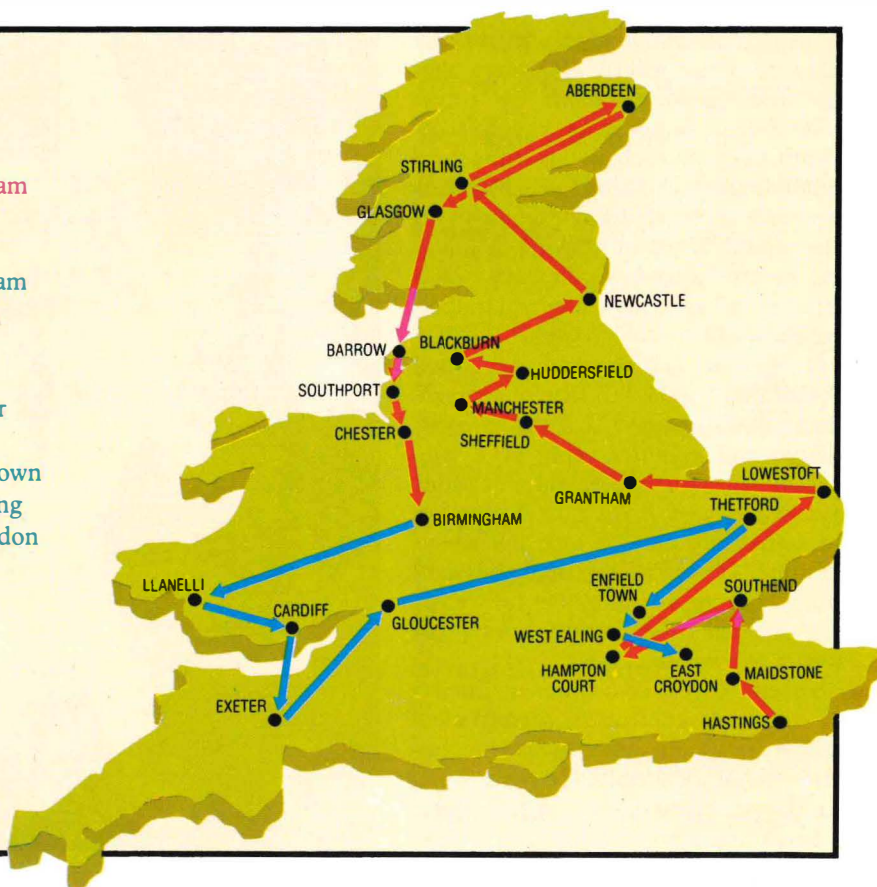 am
am
r
own
ng
don
ABERDEEN
STIRLING
GLASGOW
NEWCASTLE
BARROW
BLACKBURN
HUDDERSFIELD
SOUTHPORT
MANCHESTER
CHESTER
SHEFFIELD
GRANTHAM
LOWESTOFT
THETFORD
BIRMINGHAM
LLANELLI
CARDIFF
GLOUCESTER
ENFIELD
TOWN
SOUTHEND
WEST EALING
HAMPTON
COURT
EAST
CROYDON
MAIDSTONE
EXETER
HASTINGS